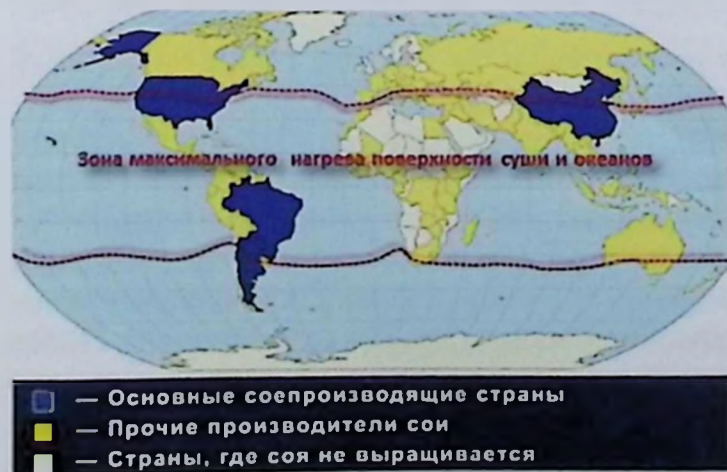 Зона максимального нагрева поверхности суши и океанов
— Основные соепроизводящие страны
— Прочие производители сои
— Страны, где соя не выращивается